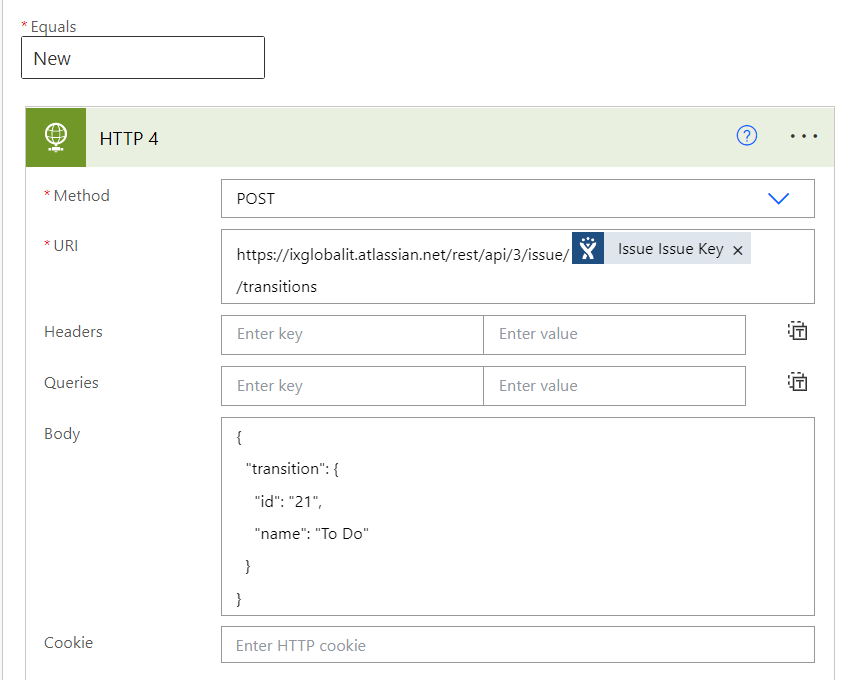 * Equals
New
HTTP 4
* Method
POST
* URI
https://ixglobalit.atlassian.net/rest/api/3/issue/ Issue Issue Key ×
/transitions
Headers
Enter key Enter value
Queries
Enter key Enter value
Body
{
"transition": {
"id": "21",
"name": "To Do"
}
}
Cookie
Enter HTTP cookie